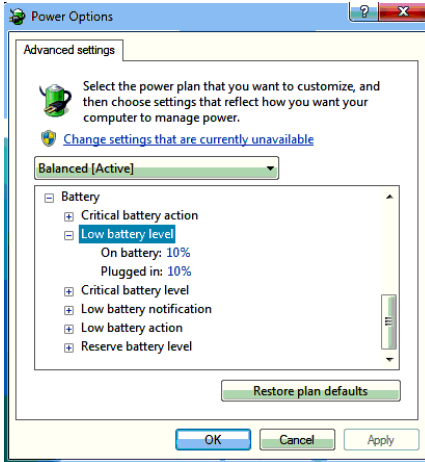 Power Options
Advanced settings
Select the power plan that you want to customize, and
then choose settings that reflect how you want your
computer to manage power.
Change settings that are currently unavailable
Balanced [Active]
Battery
Critical battery action
Low battery level
On battery: 10%
Plugged in: 10%
Critical battery level
Low battery notification
Low battery action
Reserve battery level
Restore plan defaults
OK Cancel Apply